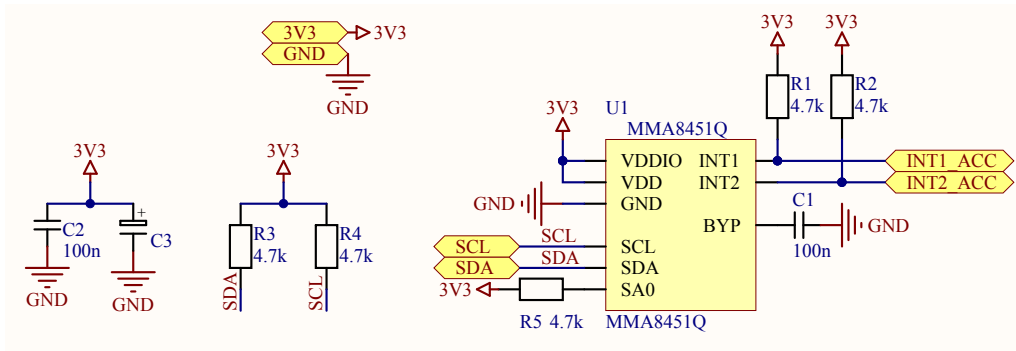 3V3
3V3
GND
GND
3V3
C2
100n
GND
+
C3
GND
3V3
R3
4.7k
SDA
R4
4.7k
SCL
3V3
3V3
R1
4.7k
R2
4.7k
3V3
U1
MMA8451Q
VDDIO
INT1
INT1_ACC
VDD
INT2
INT2_ACC
GND
GND
C1
BYP
GND
100n
SCL
SCL
SCL
SDA
SDA
SDA
3V3
SA0
R5 4.7k
MMA8451Q